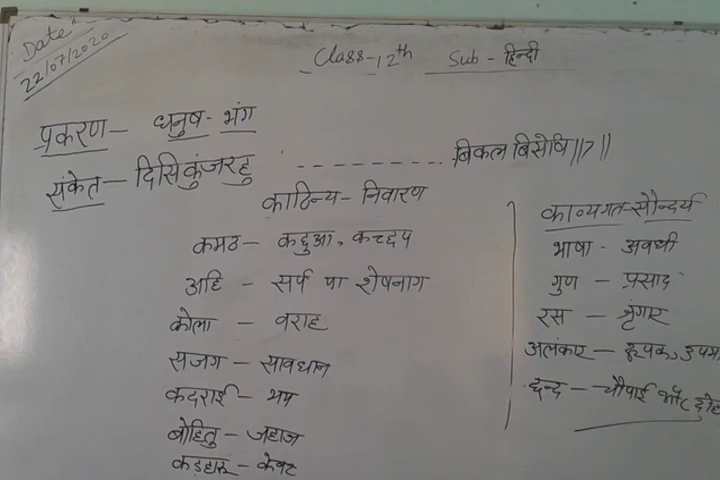 Date
22/07/2020
Class-12th Sub - हिन्दी
प्रकरण - धनुष-भंग
संकेत - दिसिकुंजरहु - - - - - - - - बिकल बिसेषि॥7॥
काठिन्य - निवारण
कमठ - कछुआ, कच्छप
अहि - सर्प या शेषनाग
कोला - वराह
सजग - सावधान
कदराई - भय
बोहितु - जहाज
कड़हारू - केवट
काव्यगत-सौन्दर्य
भाषा - अवधी
गुण - प्रसाद
रस - श्रृंगार
अलंकार - रूपक, उपमा
छन्द - चौपाई और